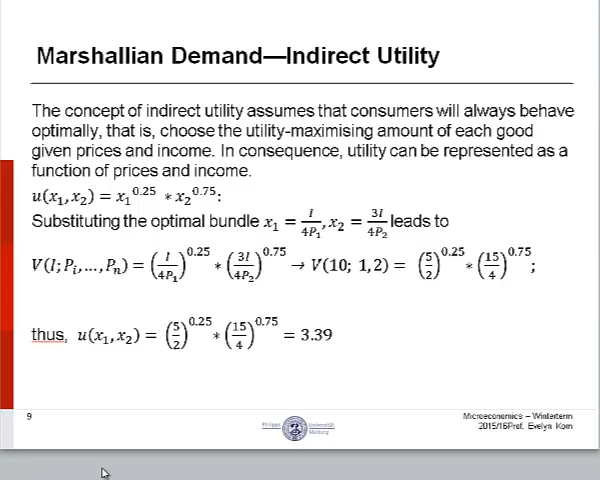 Marshallian Demand—Indirect Utility
The concept of indirect utility assumes that consumers will always behave
optimally, that is, choose the utility-maximising amount of each good
given prices and income. In consequence, utility can be represented as a
function of prices and income.
u(x₁,x₂) = x₁^0.25 ∗ x₂^0.75:
Substituting the optimal bundle x₁ = I/4P₁, x₂ = 3I/4P₂ leads to
V(I; Pᵢ,…,Pₙ) = (I/4P₁)^0.25 ∗ (3I/4P₂)^0.75 → V(10; 1,2) = (5/2)^0.25 ∗ (15/4)^0.75;
thus, u(x₁,x₂) = (5/2)^0.25 ∗ (15/4)^0.75 = 3.39
9
Philipps Universität
Marburg
Microeconomics – Winterterm
2015/16Prof. Evelyn Korn